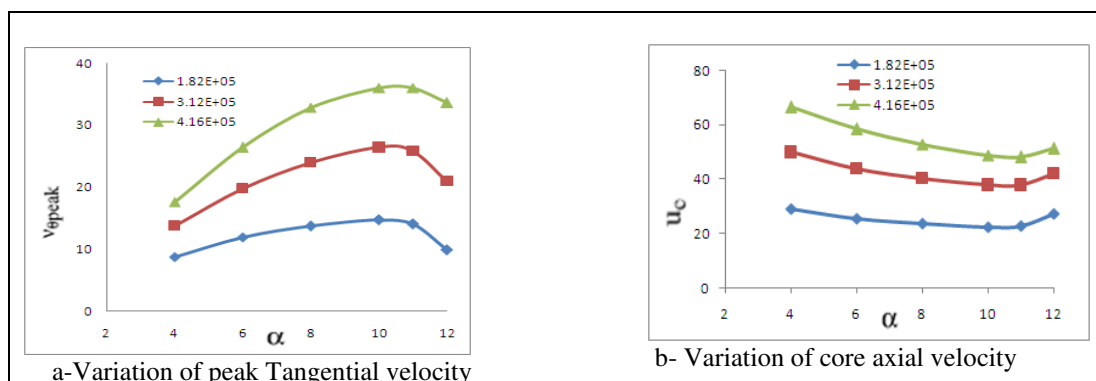 40
30
20
10
0
1.82E+05
3.12E+05
4.16E+05
vθpeak
2 4 6 8 10 12
α
a-Variation of peak Tangential velocity
80
60
40
20
0
1.82E+05
3.12E+05
4.16E+05
uc
2 4 6 8 10 12
α
b- Variation of core axial velocity